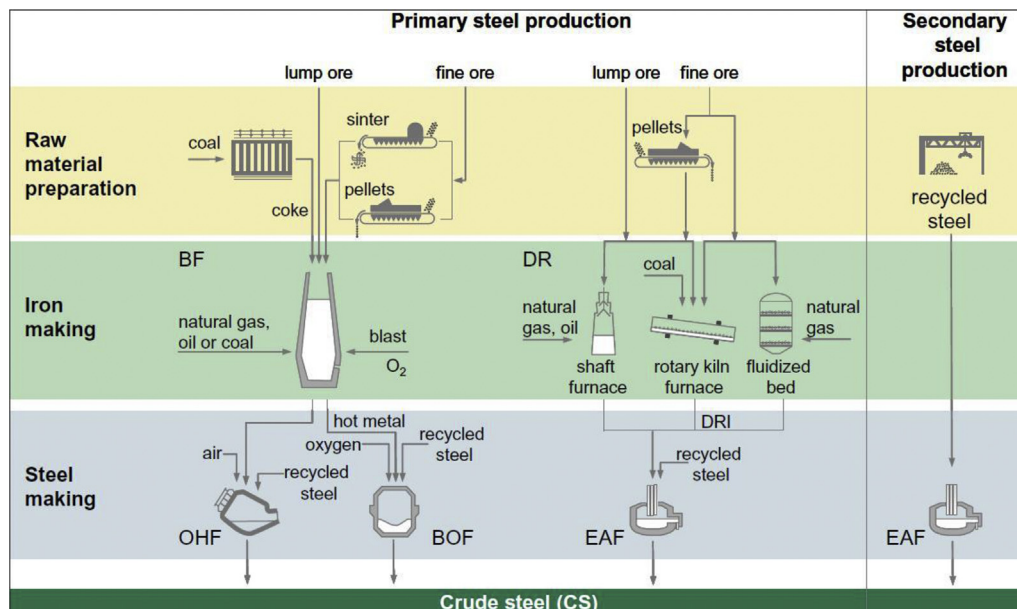 Primary steel production
Secondary
steel
production
lump ore
fine ore
lump ore
fine ore
Raw
material
preparation
coal
coke
sinter
pellets
pellets
recycled
steel
Iron
making
BF
natural gas,
oil or coal
blast
O₂
DR
coal
natural
gas, oil
natural
gas
shaft
furnace
rotary kiln
furnace
fluidized
bed
Steel
making
hot metal
air
recycled
steel
oxygen
recycled
steel
DRI
recycled
steel
OHF
BOF
EAF
EAF
Crude steel (CS)